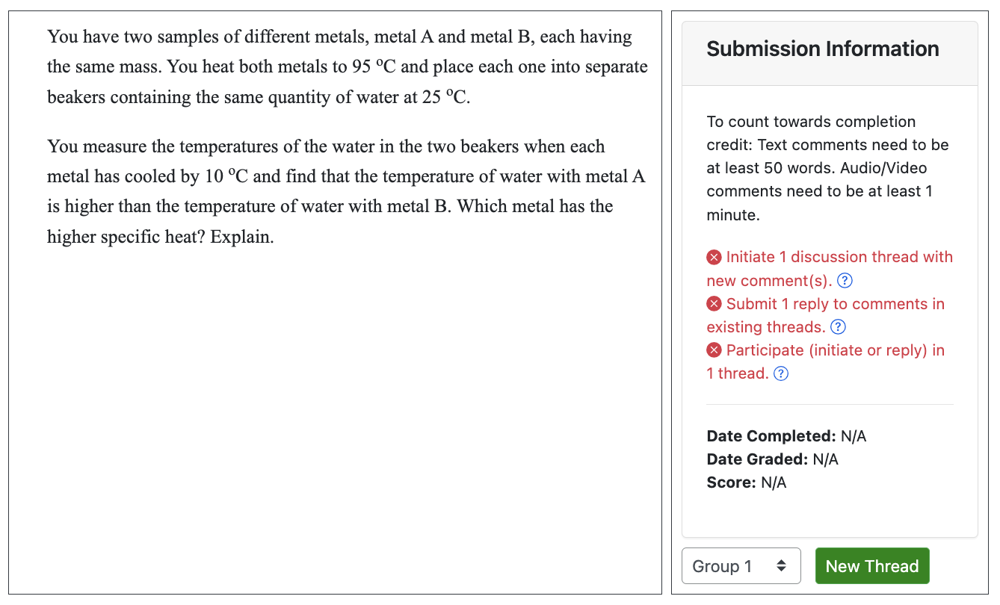 You have two samples of different metals, metal A and metal B, each having
the same mass. You heat both metals to 95 ºC and place each one into separate
beakers containing the same quantity of water at 25 ºC.
You measure the temperatures of the water in the two beakers when each
metal has cooled by 10 ºC and find that the temperature of water with metal A
is higher than the temperature of water with metal B. Which metal has the
higher specific heat? Explain.
Submission Information
To count towards completion
credit: Text comments need to be
at least 50 words. Audio/Video
comments need to be at least 1
minute.
Initiate 1 discussion thread with
new comment(s). ?
Submit 1 reply to comments in
existing threads. ?
Participate (initiate or reply) in
1 thread. ?
Date Completed: N/A
Date Graded: N/A
Score: N/A
Group 1
New Thread